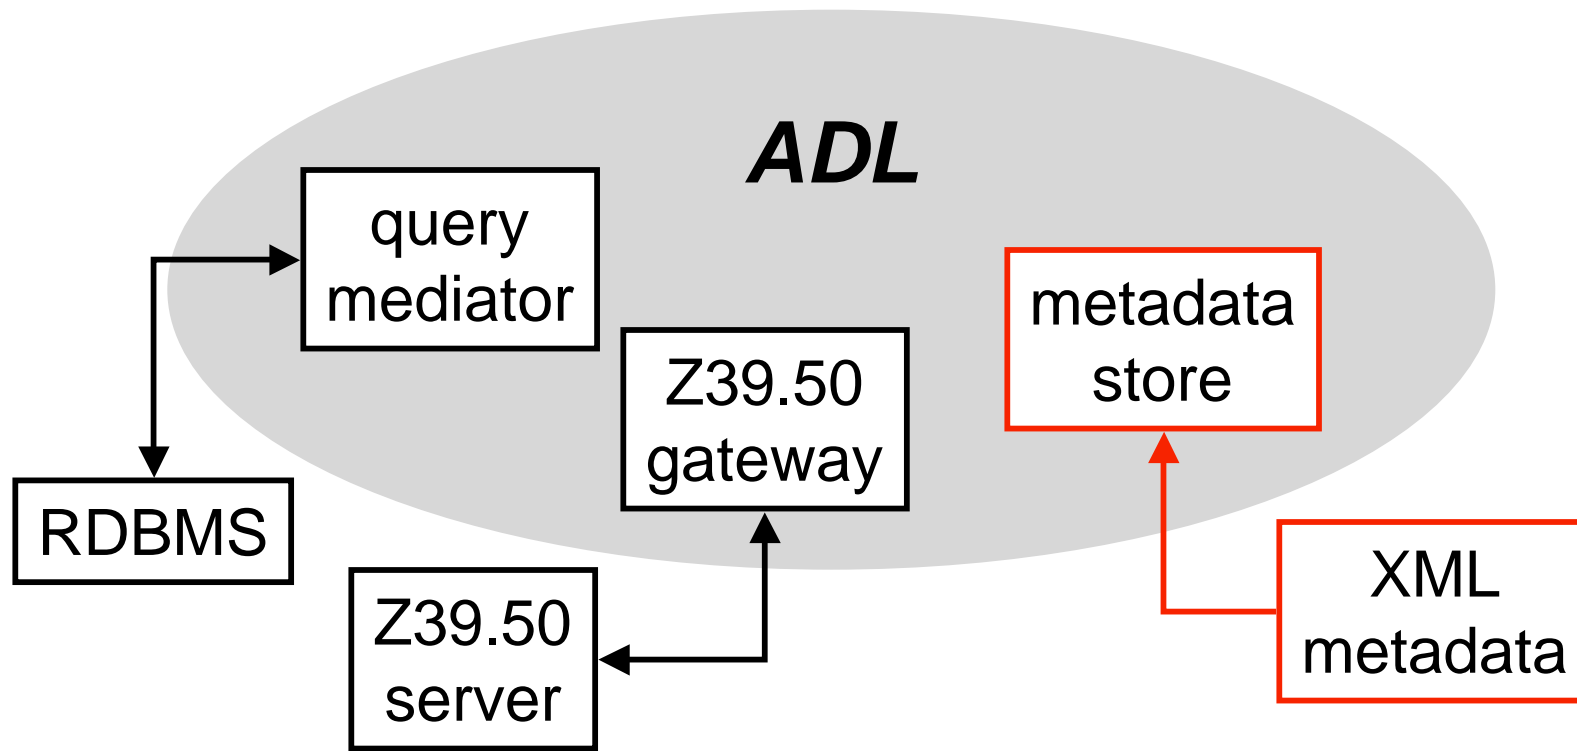 ADL
query
mediator
metadata
store
Z39.50
gateway
RDBMS
Z39.50
server
XML
metadata